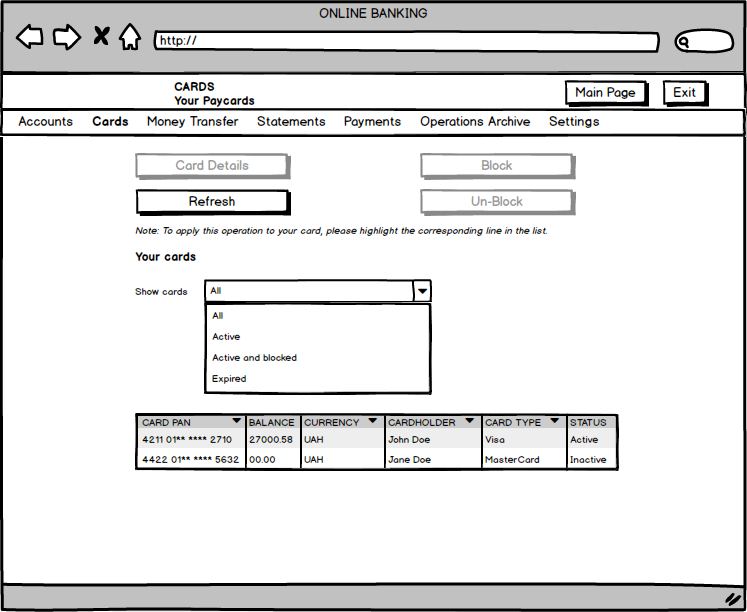 ONLINE BANKING
http://
CARDS
Your Paycards
Main Page Exit
Accounts Cards Money Transfer Statements Payments Operations Archive Settings
Card Details Block
Refresh Un-Block
Note: To apply this operation to your card, please highlight the corresponding line in the list.
Your cards
Show cards All
All
Active
Active and blocked
Expired
CARD PAN BALANCE CURRENCY CARDHOLDER CARD TYPE STATUS
4211 01** **** 2710 27000.58 UAH John Doe Visa Active
4422 01** **** 5632 00.00 UAH Jane Doe MasterCard Inactive